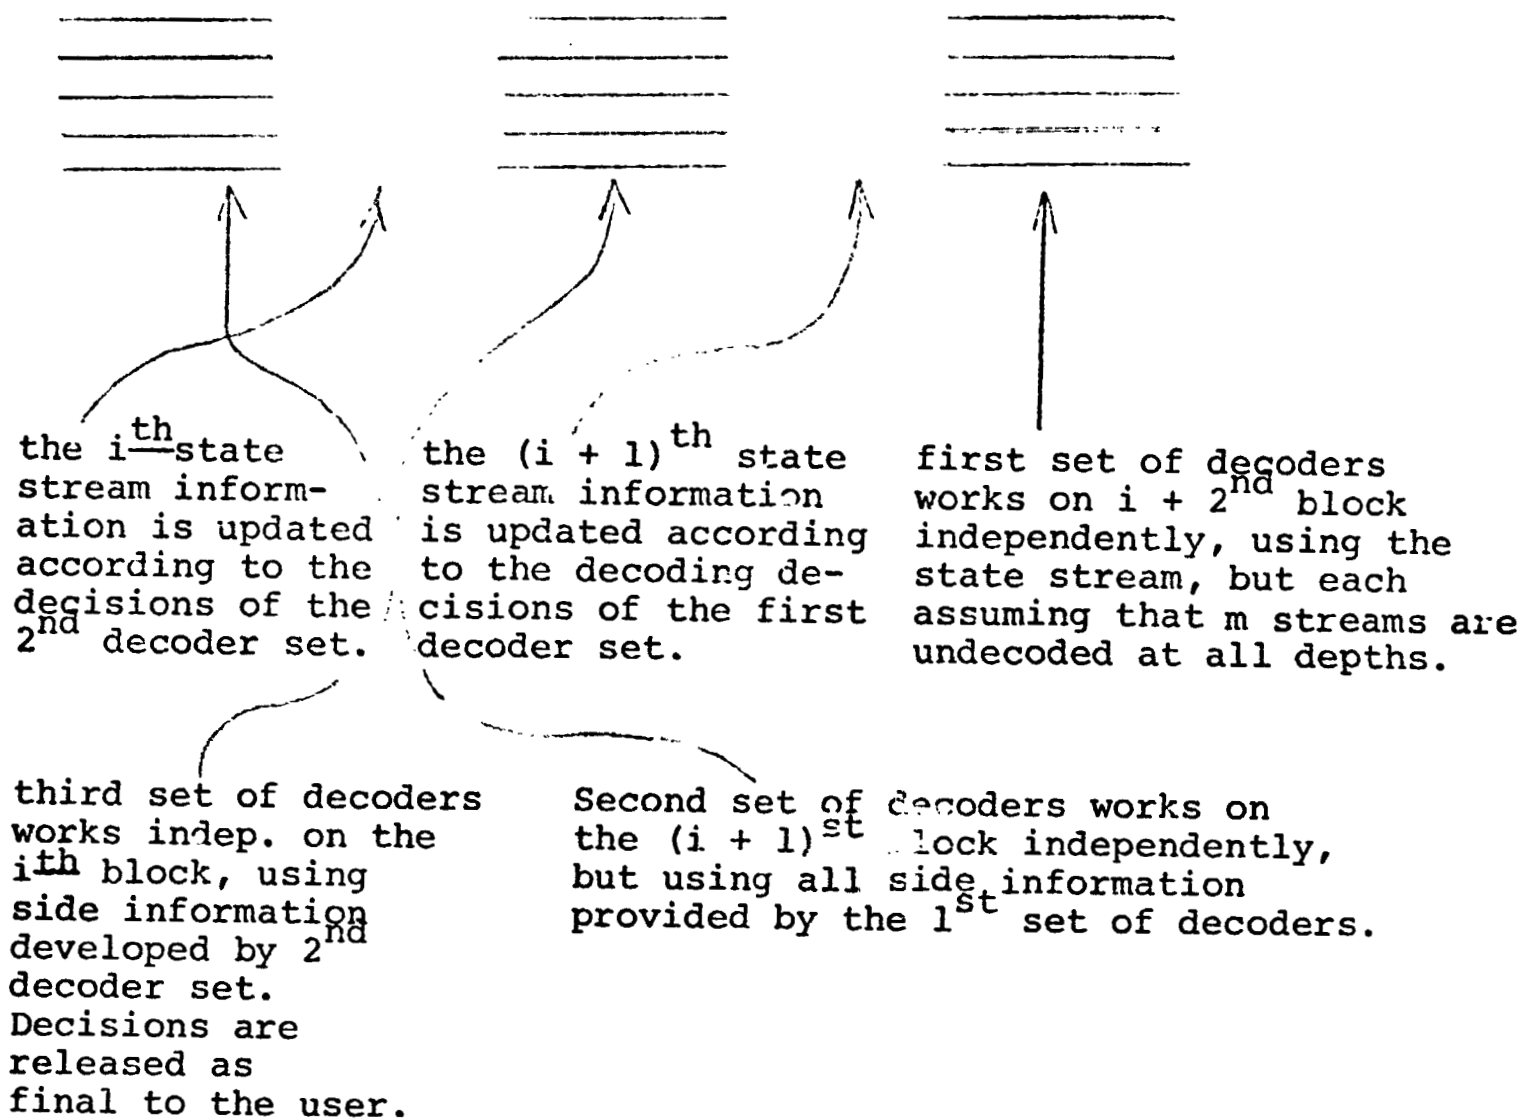 the i th state
stream inform-
ation is updated
according to the
decisions of the
2nd decoder set.
the (i + 1)th state
stream information
is updated according
to the decoding de-
cisions of the first
decoder set.
first set of decoders
works on i + 2nd block
independently, using the
state stream, but each
assuming that m streams are
undecoded at all depths.
third set of decoders
works indep. on the
ith block, using
side information
developed by 2nd
decoder set.
Decisions are
released as
final to the user.
Second set of decoders works on
the (i + 1)st lock independently,
but using all side information
provided by the 1st set of decoders.